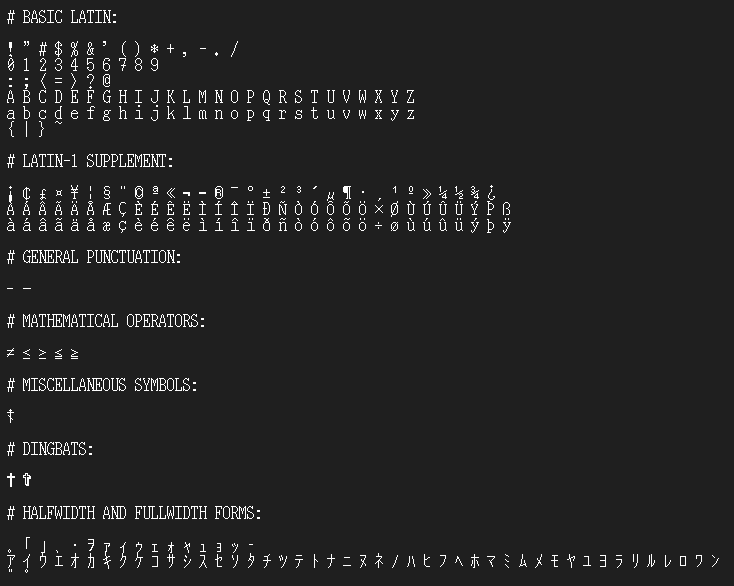 # BASIC LATIN:
! " # $ % & ' ( ) * + , - . /
0 1 2 3 4 5 6 7 8 9
: ; < = > ? @
A B C D E F G H I J K L M N O P Q R S T U V W X Y Z
a b c d e f g h i j k l m n o p q r s t u v w x y z
{ | } ~
# LATIN-1 SUPPLEMENT:
¡ ¢ £ ¤ ¥ ¦ § ¨ © ª « ¬ - ® ¯ ° ± ² ³ ´ µ ¶ · ¸ ¹ º » ¼ ½ ¾ ¿
À Á Â Ã Ä Å Æ Ç È É Ê Ë Ì Í Î Ï Ð Ñ Ò Ó Ô Õ Ö × Ø Ù Ú Û Ü Ý Þ ß
à á â ã ä å æ ç è é ê ë ì í î ï ð ñ ò ó ô õ ö ÷ ø ù ú û ü ý þ ÿ
# GENERAL PUNCTUATION:
‐ –
# MATHEMATICAL OPERATORS:
≠ ≤ ≥ ≦ ≧
# MISCELLANEOUS SYMBOLS:
# DINGBATS:
✝ ✞
# HALFWIDTH AND FULLWIDTH FORMS:
｡ ｢ ｣ ､ ･ ｦ ｧ ｨ ｩ ｪ ｫ ｬ ｭ ｮ ｯ ｰ
ｱ ｲ ｳ ｴ ｵ ｶ ｷ ｸ ｹ ｺ ｻ ｼ ｽ ｾ ｿ ﾀ ﾁ ﾂ ﾃ ﾄ ﾅ ﾆ ﾇ ﾈ ﾉ ﾊ ﾋ ﾌ ﾍ ﾎ ﾏ ﾐ ﾑ ﾒ ﾓ ﾔ ﾕ ﾖ ﾗ ﾘ ﾙ ﾚ ﾛ ﾜ ﾝ
ﾞ ﾟ